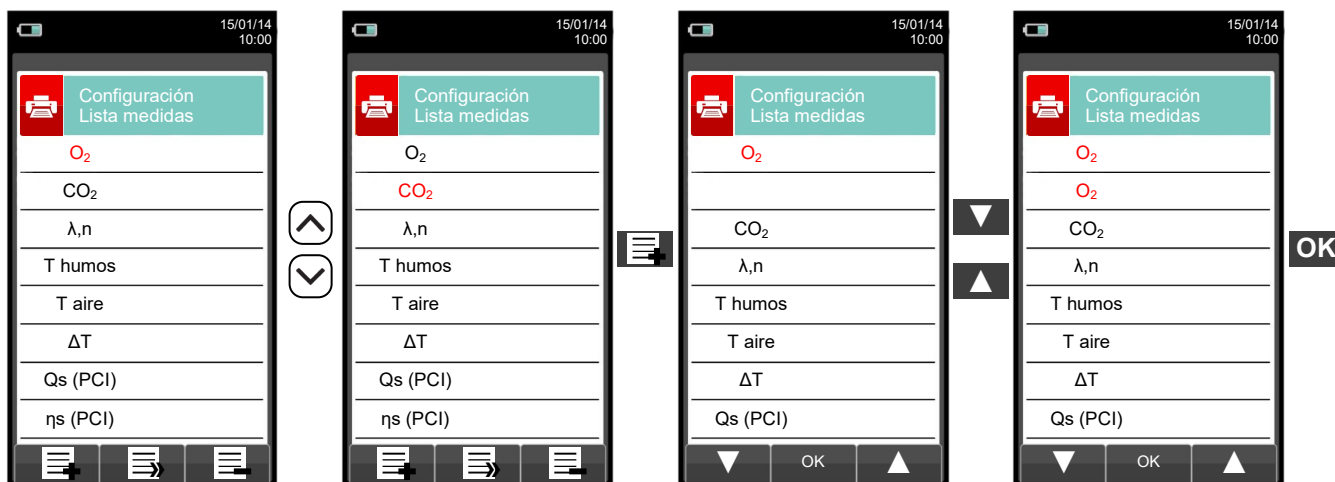 15/01/14
10:00
Configuración
Lista medidas
O₂
CO₂
λ,n
T humos
T aire
ΔT
Qs (PCI)
ηs (PCI)
15/01/14
10:00
Configuración
Lista medidas
O₂
CO₂
λ,n
T humos
T aire
ΔT
Qs (PCI)
ηs (PCI)
15/01/14
10:00
Configuración
Lista medidas
O₂
CO₂
λ,n
T humos
T aire
ΔT
Qs (PCI)
OK
15/01/14
10:00
Configuración
Lista medidas
O₂
O₂
CO₂
λ,n
T humos
T aire
ΔT
Qs (PCI)
OK
OK